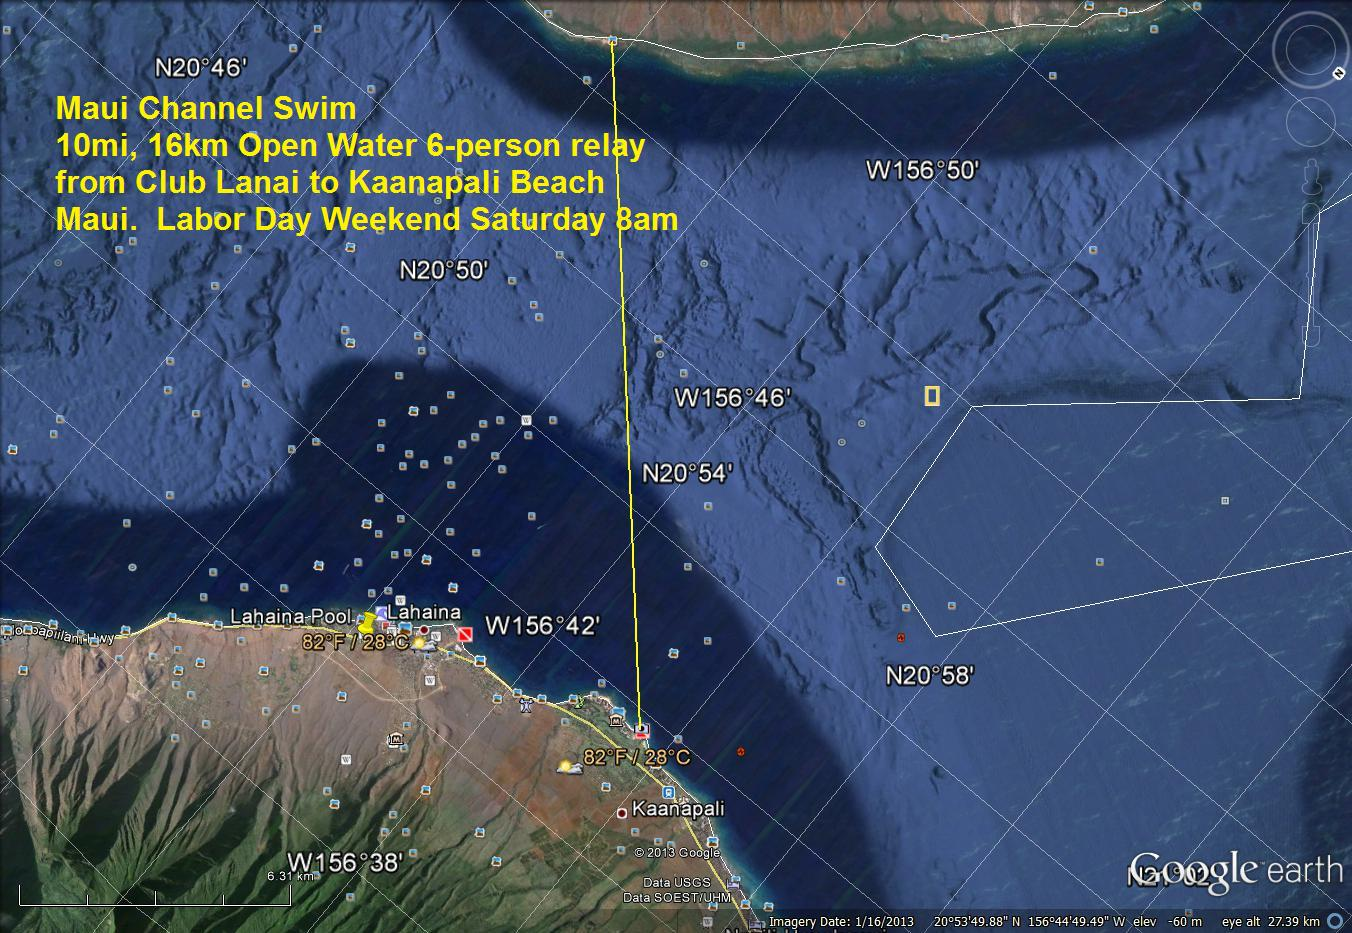 N20°46'
Maui Channel Swim
10mi, 16km Open Water 6-person relay
from Club Lanai to Kaanapali Beach
Maui. Labor Day Weekend Saturday 8am
N
W156°50'
N20°50'
W156°46'
N20°54'
Lahaina Pool
Lahaina
W156°42'
82°F / 28°C
N20°58'
82°F / 28°C
Kaanapali
W156°38'
6.31 km
© 2013 Google
Data USGS
Data SOEST/UHM
Google earth
Imagery Date: 1/16/2013 20°53'49.88" N 156°44'49.49" W elev -60 m eye alt 27.39 km